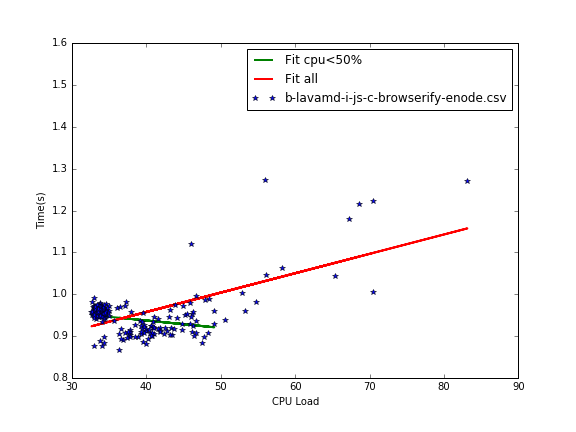 1.6
1.5
1.4
1.3
1.2
1.1
1.0
0.9
0.8
Time(s)
Fit cpu<50%
Fit all
b-lavamd-i-js-c-browserify-enode.csv
30 40 50 60 70 80 90
CPU Load